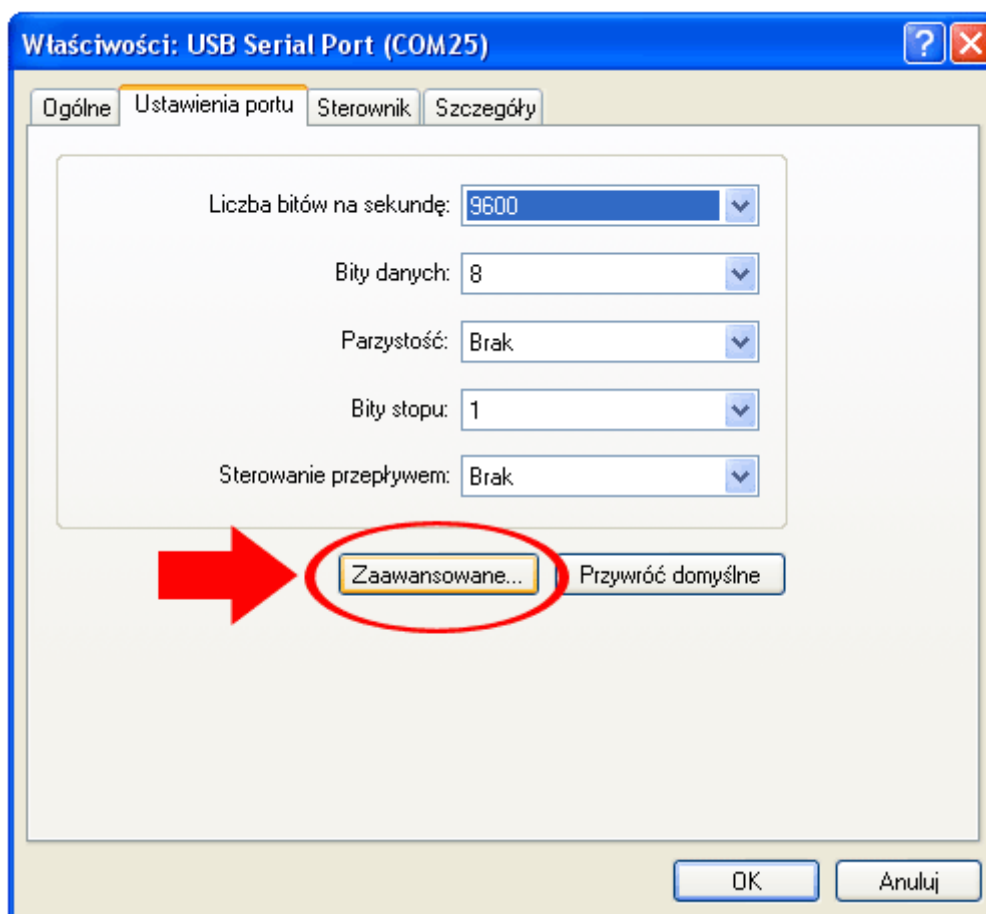 Właściwości: USB Serial Port (COM25)
Ogólne Ustawienia portu Sterownik Szczegóły
Liczba bitów na sekundę: 9600
Bity danych: 8
Parzystość: Brak
Bity stopu: 1
Sterowanie przepływem: Brak
Zaawansowane... Przywróć domyślne
OK Anuluj